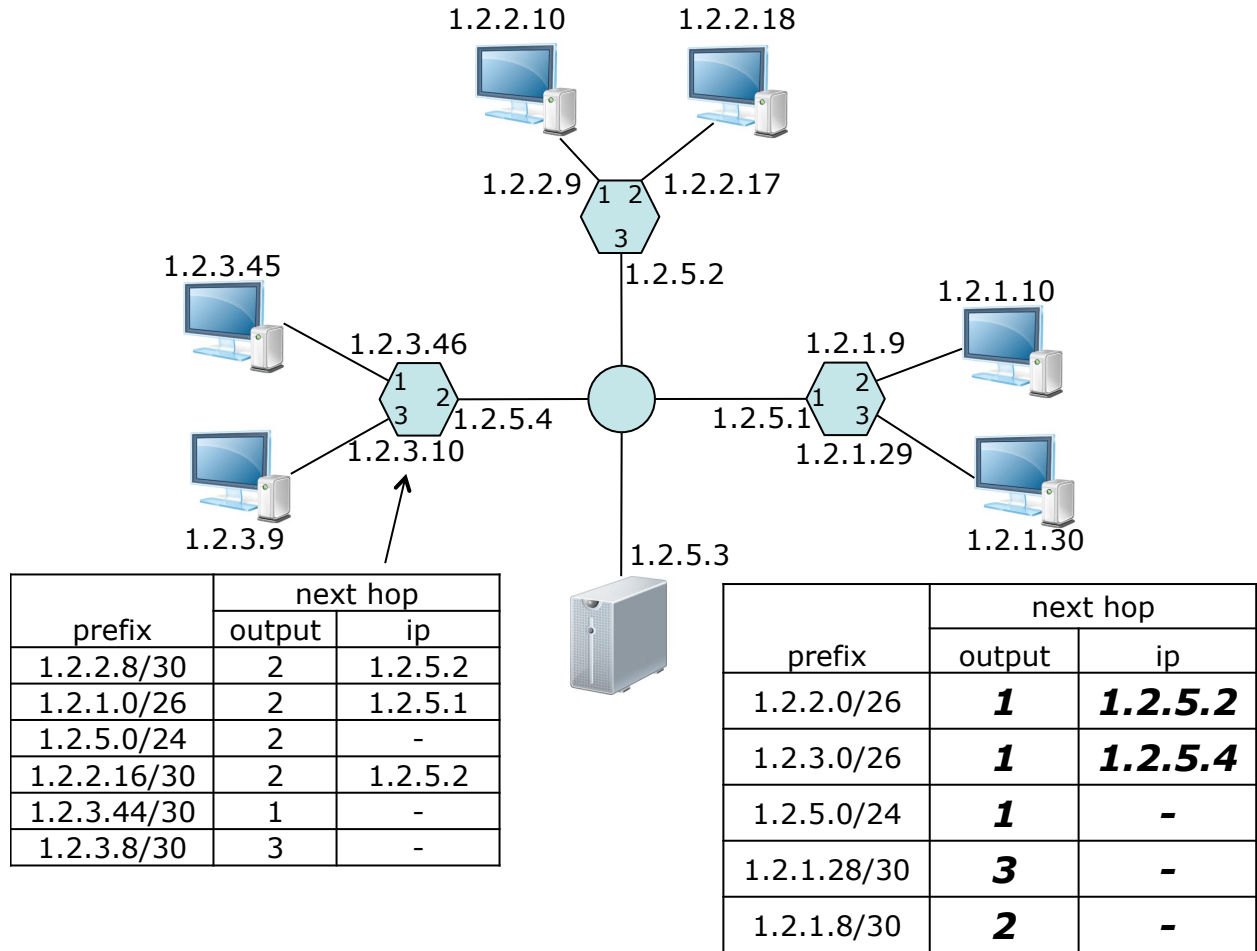 1.2.2.10 1.2.2.18
1.2.2.9 1 2 1.2.2.17
3
1.2.5.2
1.2.3.45
1.2.1.10
1.2.3.46 1.2.1.9
1 2
3 1.2.5.4
1.2.3.10
1 2
1.2.5.1 3
1.2.1.29
1.2.3.9
1.2.1.30
1.2.5.3
next hop
prefix output ip
1.2.2.8/30 2 1.2.5.2
1.2.1.0/26 2 1.2.5.1
1.2.5.0/24 2 -
1.2.2.16/30 2 1.2.5.2
1.2.3.44/30 1 -
1.2.3.8/30 3 -
next hop
prefix output ip
1.2.2.0/26 1 1.2.5.2
1.2.3.0/26 1 1.2.5.4
1.2.5.0/24 1 -
1.2.1.28/30 3 -
1.2.1.8/30 2 -